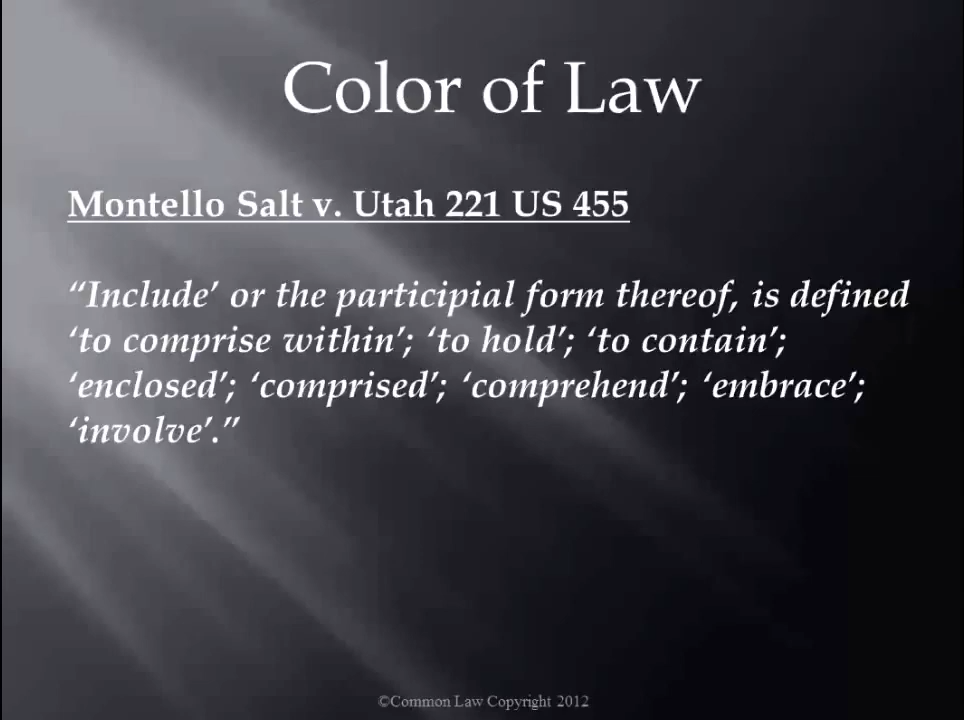 Color of Law
Montello Salt v. Utah 221 US 455
“Include’ or the participial form thereof, is defined
‘to comprise within’; ‘to hold’; ‘to contain’;
‘enclosed’; ‘comprised’; ‘comprehend’; ‘embrace’;
‘involve’.”
©Common Law Copyright 2012